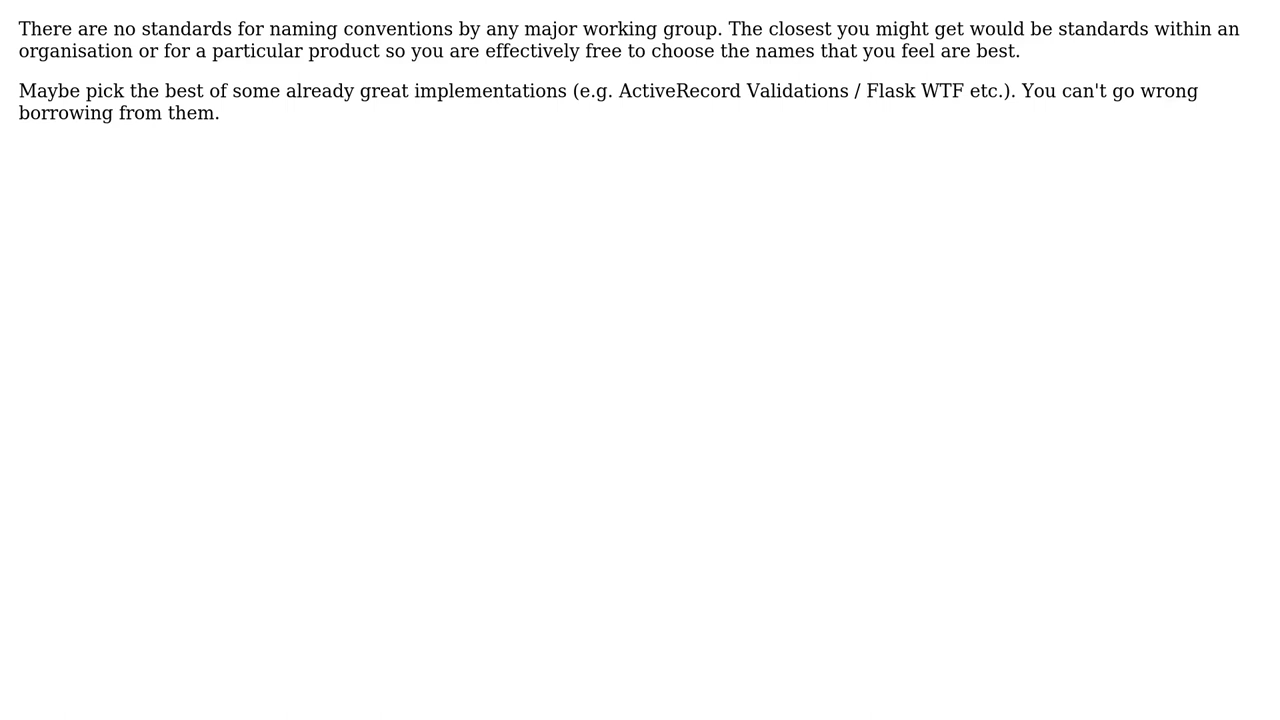 There are no standards for naming conventions by any major working group. The closest you might get would be standards within an
organisation or for a particular product so you are effectively free to choose the names that you feel are best.
Maybe pick the best of some already great implementations (e.g. ActiveRecord Validations / Flask WTF etc.). You can't go wrong
borrowing from them.